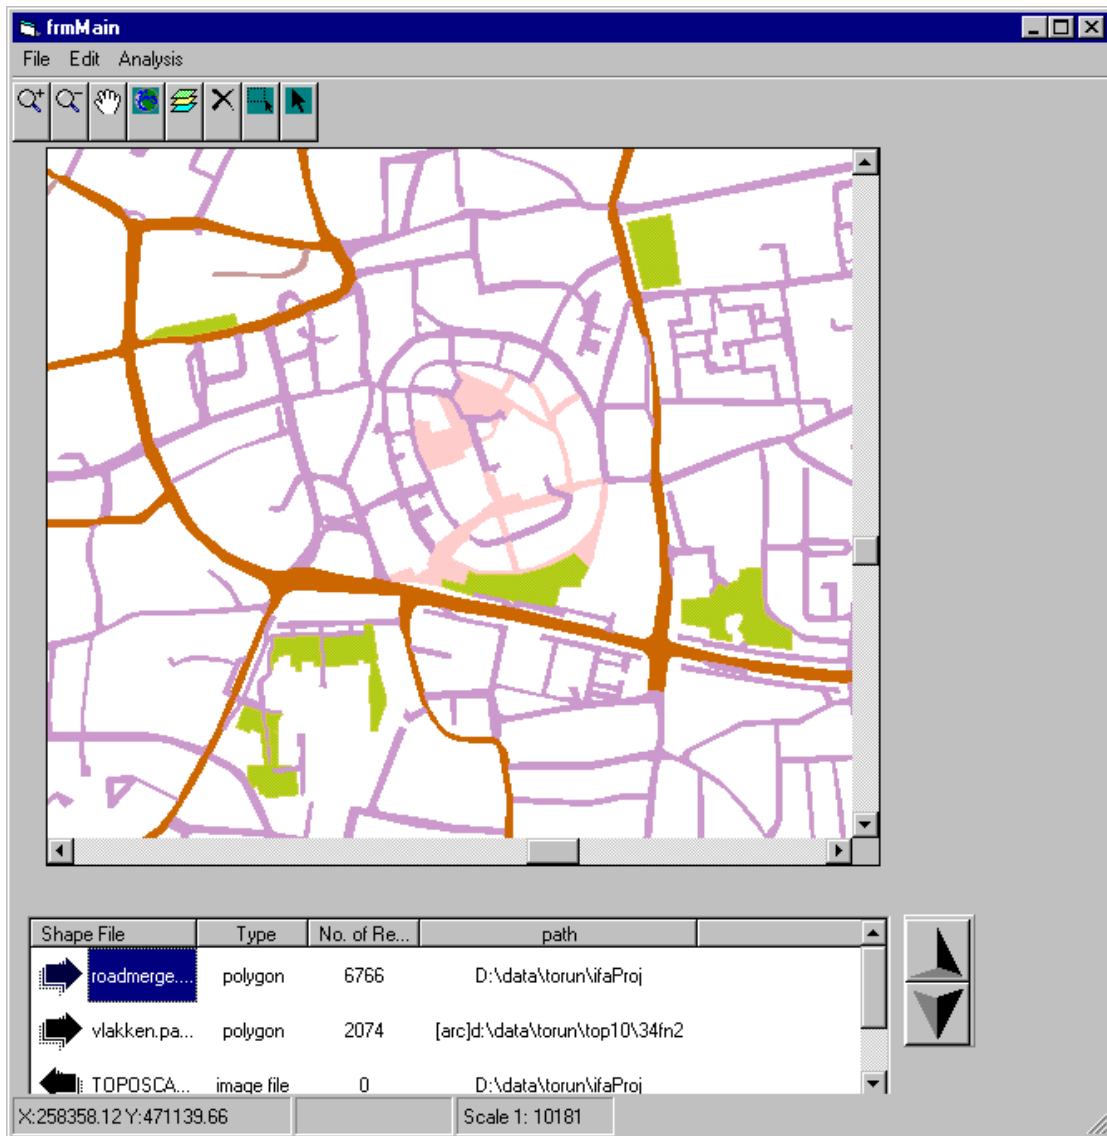 frmMain
File Edit Analysis
Shape File Type No. of Re... path
roadmerge.... polygon 6766 D:\data\torun\ifaProj
vlakken.pa... polygon 2074 [arc]d:\data\torun\top10\34fn2
TOPOSCA... image file 0 D:\data\torun\ifaProj
X:258358.12 Y:471139.66 Scale 1: 10181